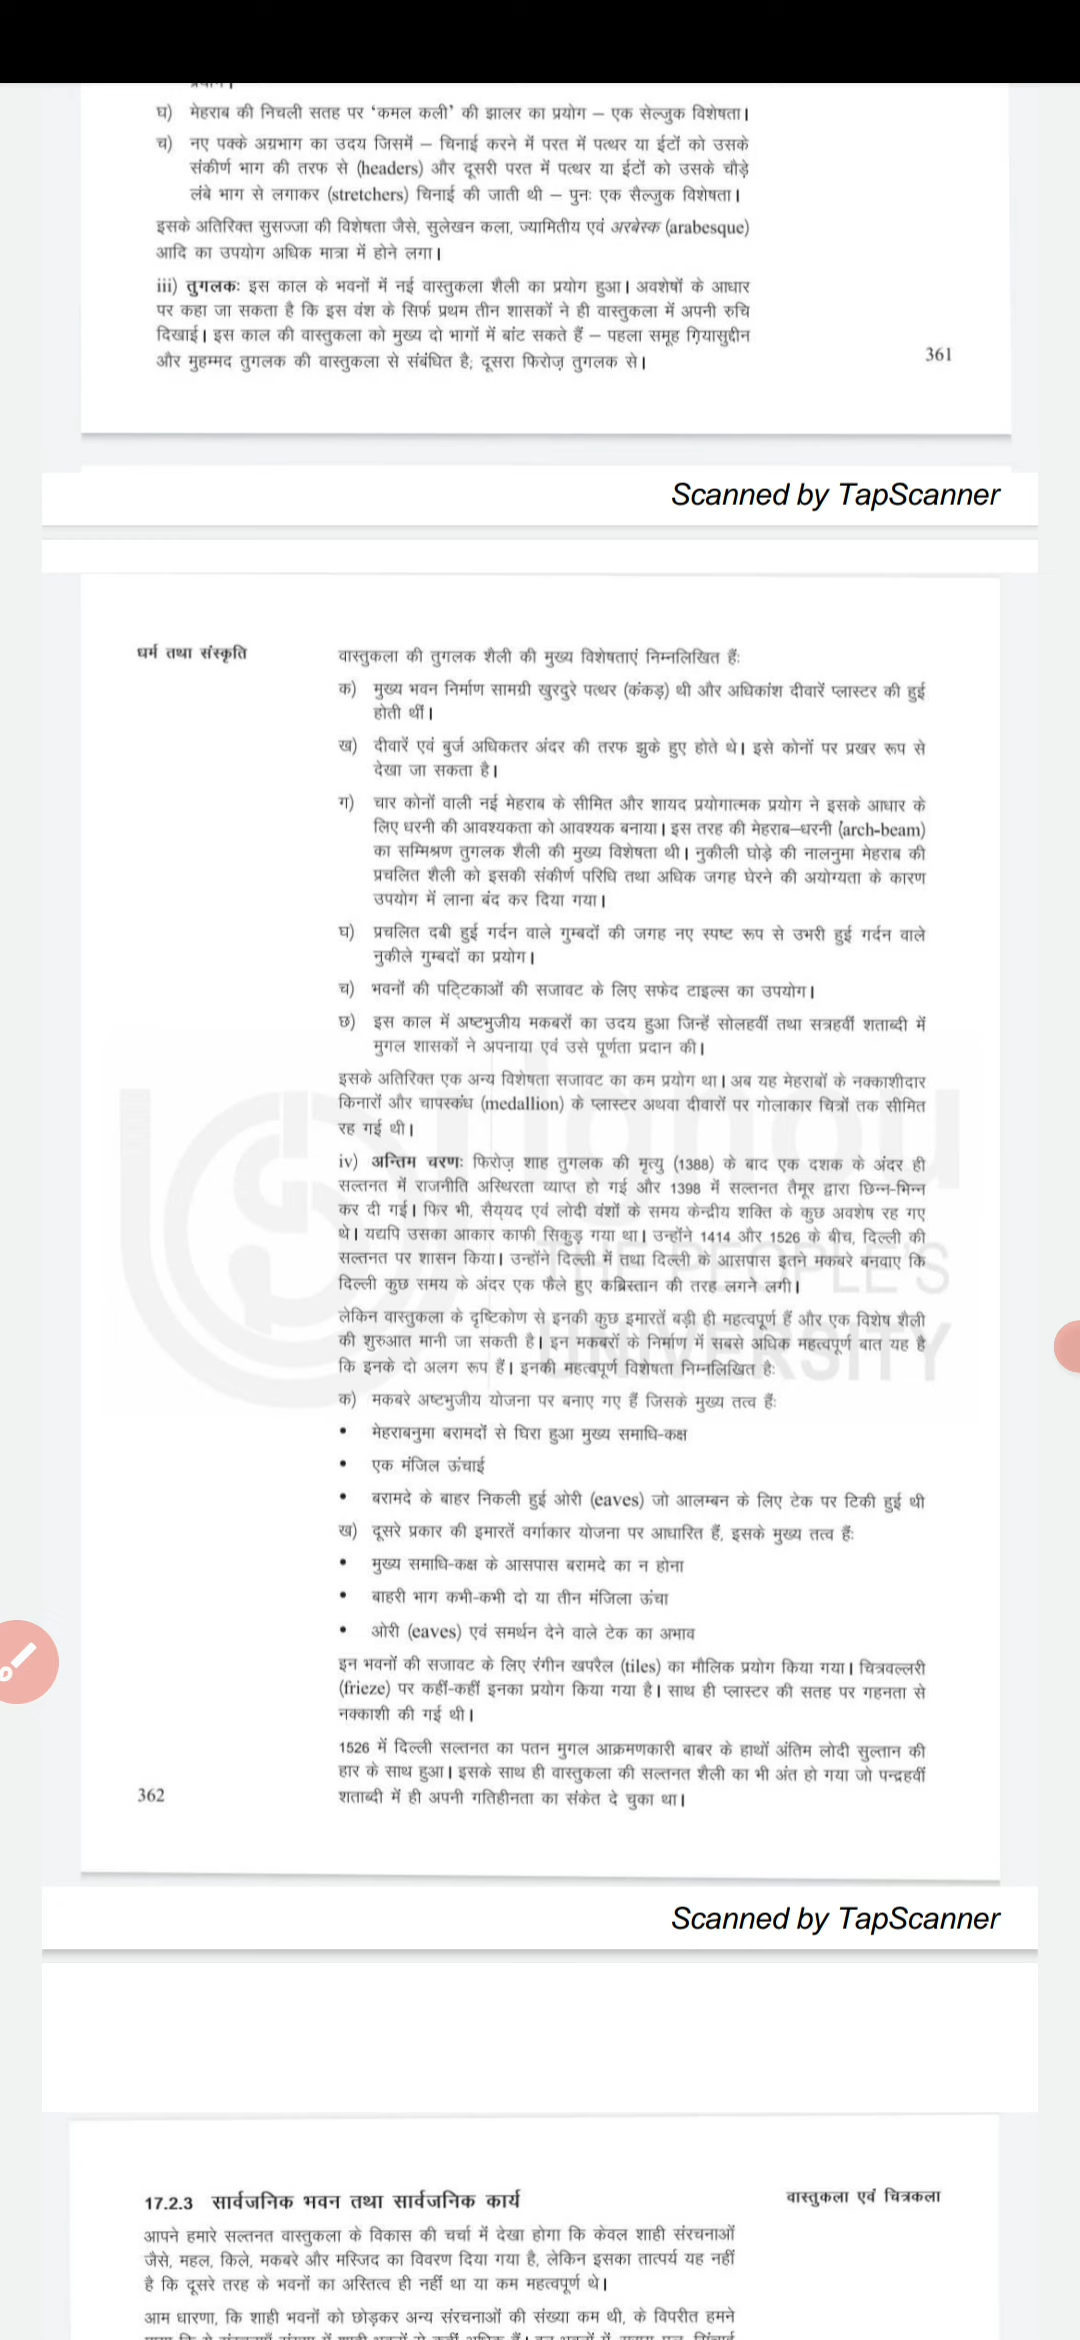 घ) मेहराब की निचली सतह पर ‘कमल कली’ की झालर का प्रयोग – एक सेल्जुक विशेषता।
च) नए पक्के अग्रभाग का उदय जिसमें – चिनाई करने में परत में पत्थर या ईटों को उसके
संकीर्ण भाग की तरफ से (headers) और दूसरी परत में पत्थर या ईटों को उसके चौड़े
लंबे भाग से लगाकर (stretchers) चिनाई की जाती थी – पुनः एक सैल्जुक विशेषता।
इसके अतिरिक्त सुसज्जा की विशेषता जैसे, सुलेखन कला, ज्यामितीय एवं अरबेस्क (arabesque)
आदि का उपयोग अधिक मात्रा में होने लगा।
iii) तुगलकः इस काल के भवनों में नई वास्तुकला शैली का प्रयोग हुआ। अवशेषों के आधार
पर कहा जा सकता है कि इस वंश के सिर्फ प्रथम तीन शासकों ने ही वास्तुकला में अपनी रुचि
दिखाई। इस काल की वास्तुकला को मुख्य दो भागों में बांट सकते हैं – पहला समूह ग़ियासुद्दीन
और मुहम्मद तुगलक की वास्तुकला से संबंधित है; दूसरा फिरोज़ तुगलक से।
361
Scanned by TapScanner
धर्म तथा संस्कृति
वास्तुकला की तुगलक शैली की मुख्य विशेषताएं निम्नलिखित हैंः
क) मुख्य भवन निर्माण सामग्री खुरदुरे पत्थर (कंकड़) थी और अधिकांश दीवारें प्लास्टर की हुई
होती थीं।
ख) दीवारें एवं बुर्ज अधिकतर अंदर की तरफ झुके हुए होते थे। इसे कोनों पर प्रखर रूप से
देखा जा सकता है।
ग) चार कोनों वाली नई मेहराब के सीमित और शायद प्रयोगात्मक प्रयोग ने इसके आधार के
लिए धरनी की आवश्यकता को आवश्यक बनाया। इस तरह की मेहराब–धरनी (arch-beam)
का सम्मिश्रण तुगलक शैली की मुख्य विशेषता थी। नुकीली घोड़े की नालनुमा मेहराब की
प्रचलित शैली को इसकी संकीर्ण परिधि तथा अधिक जगह घेरने की अयोग्यता के कारण
उपयोग में लाना बंद कर दिया गया।
घ) प्रचलित दबी हुई गर्दन वाले गुम्बदों की जगह नए स्पष्ट रूप से उभरी हुई गर्दन वाले
नुकीले गुम्बदों का प्रयोग।
च) भवनों की पट्टिकाओं की सजावट के लिए सफेद टाइल्स का उपयोग।
छ) इस काल में अष्टभुजीय मकबरों का उदय हुआ जिन्हें सोलहवीं तथा सत्रहवीं शताब्दी में
मुगल शासकों ने अपनाया एवं उसे पूर्णता प्रदान की।
इसके अतिरिक्त एक अन्य विशेषता सजावट का कम प्रयोग था। अब यह मेहराबों के नक्काशीदार
किनारों और चापस्कंध (medallion) के प्लास्टर अथवा दीवारों पर गोलाकार चित्रों तक सीमित
रह गई थी।
iv) अन्तिम चरणः फिरोज़ शाह तुगलक की मृत्यु (1388) के बाद एक दशक के अंदर ही
सल्तनत में राजनीति अस्थिरता व्याप्त हो गई और 1398 में सल्तनत तैमूर द्वारा छिन्न-भिन्न
कर दी गई। फिर भी, सैय्यद एवं लोदी वंशों के समय केन्द्रीय शक्ति के कुछ अवशेष रह गए
थे। यद्यपि उसका आकार काफी सिकुड़ गया था। उन्होंने 1414 और 1526 के बीच, दिल्ली की
सल्तनत पर शासन किया। उन्होंने दिल्ली में तथा दिल्ली के आसपास इतने मकबरे बनवाए कि
दिल्ली कुछ समय के अंदर एक फैले हुए कब्रिस्तान की तरह लगने लगी।
लेकिन वास्तुकला के दृष्टिकोण से इनकी कुछ इमारतें बड़ी ही महत्वपूर्ण हैं और एक विशेष शैली
की शुरुआत मानी जा सकती है। इन मकबरों के निर्माण में सबसे अधिक महत्वपूर्ण बात यह है
कि इनके दो अलग रूप हैं। इनकी महत्वपूर्ण विशेषता निम्नलिखित हैः
क) मकबरे अष्टभुजीय योजना पर बनाए गए हैं जिसके मुख्य तत्व हैंः
• मेहराबनुमा बरामदों से घिरा हुआ मुख्य समाधि-कक्ष
• एक मंजिल ऊंचाई
• बरामदे के बाहर निकली हुई ओरी (eaves) जो आलम्बन के लिए टेक पर टिकी हुई थी
ख) दूसरे प्रकार की इमारतें वर्गाकार योजना पर आधारित हैं, इसके मुख्य तत्व हैंः
• मुख्य समाधि-कक्ष के आसपास बरामदे का न होना
• बाहरी भाग कभी-कभी दो या तीन मंजिला ऊंचा
• ओरी (eaves) एवं समर्थन देने वाले टेक का अभाव
इन भवनों की सजावट के लिए रंगीन खपरैल (tiles) का मौलिक प्रयोग किया गया। चित्रवल्लरी
(frieze) पर कहीं-कहीं इनका प्रयोग किया गया है। साथ ही प्लास्टर की सतह पर गहनता से
नक्काशी की गई थी।
1526 में दिल्ली सल्तनत का पतन मुगल आक्रमणकारी बाबर के हाथों अंतिम लोदी सुल्तान की
हार के साथ हुआ। इसके साथ ही वास्तुकला की सल्तनत शैली का भी अंत हो गया जो पन्द्रहवीं
शताब्दी में ही अपनी गतिहीनता का संकेत दे चुका था।
362
ignou
THE PEOPLE'S
UNIVERSITY
Scanned by TapScanner
17.2.3 सार्वजनिक भवन तथा सार्वजनिक कार्य
वास्तुकला एवं चित्रकला
आपने हमारे सल्तनत वास्तुकला के विकास की चर्चा में देखा होगा कि केवल शाही संरचनाओं
जैसे, महल, किले, मकबरे और मस्जिद का विवरण दिया गया है, लेकिन इसका तात्पर्य यह नहीं
है कि दूसरे तरह के भवनों का अस्तित्व ही नहीं था या कम महत्वपूर्ण थे।
आम धारणा, कि शाही भवनों को छोड़कर अन्य संरचनाओं की संख्या कम थी, के विपरीत हमने